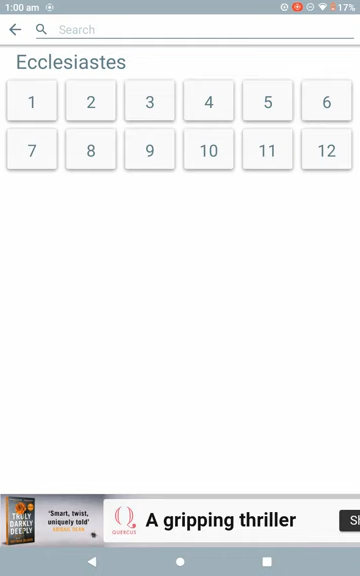 1:00 am
17%
Search
Ecclesiastes
1 2 3 4 5 6
7 8 9 10 11 12
TRULY
DARKLY
DEEPLY
'Smart, twist,
uniquely told'
QUERCUS
A gripping thriller